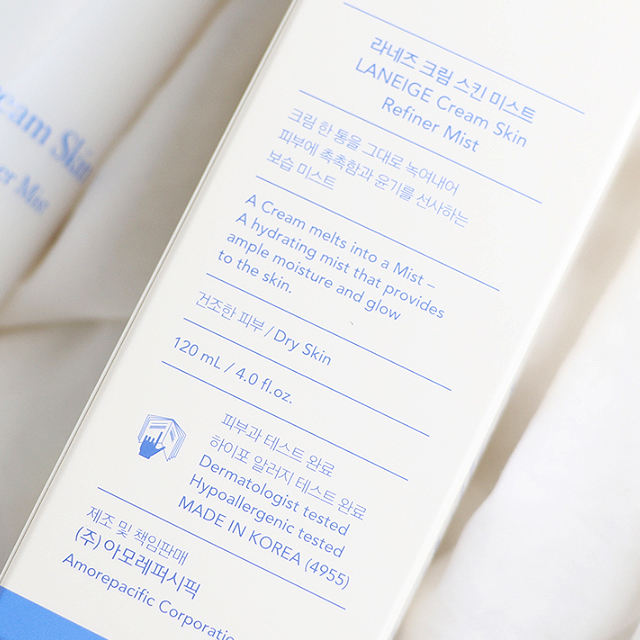 라네즈 크림 스킨 미스트
LANEIGE Cream Skin
Refiner Mist
크림 한 통을 그대로 녹여내어
피부에 촉촉함과 윤기를 선사하는
보습 미스트
A Cream melts into a Mist –
A hydrating mist that provides
ample moisture and glow
to the skin.
건조한 피부 / Dry Skin
120 mL / 4.0 fl.oz.
피부과 테스트 완료
하이포 알러지 테스트 완료
Dermatologist tested
Hypoallergenic tested
MADE IN KOREA (4955)
제조 및 책임판매
(주) 아모레퍼시픽
Amorepacific Corporatio
eam Skin
er Mist